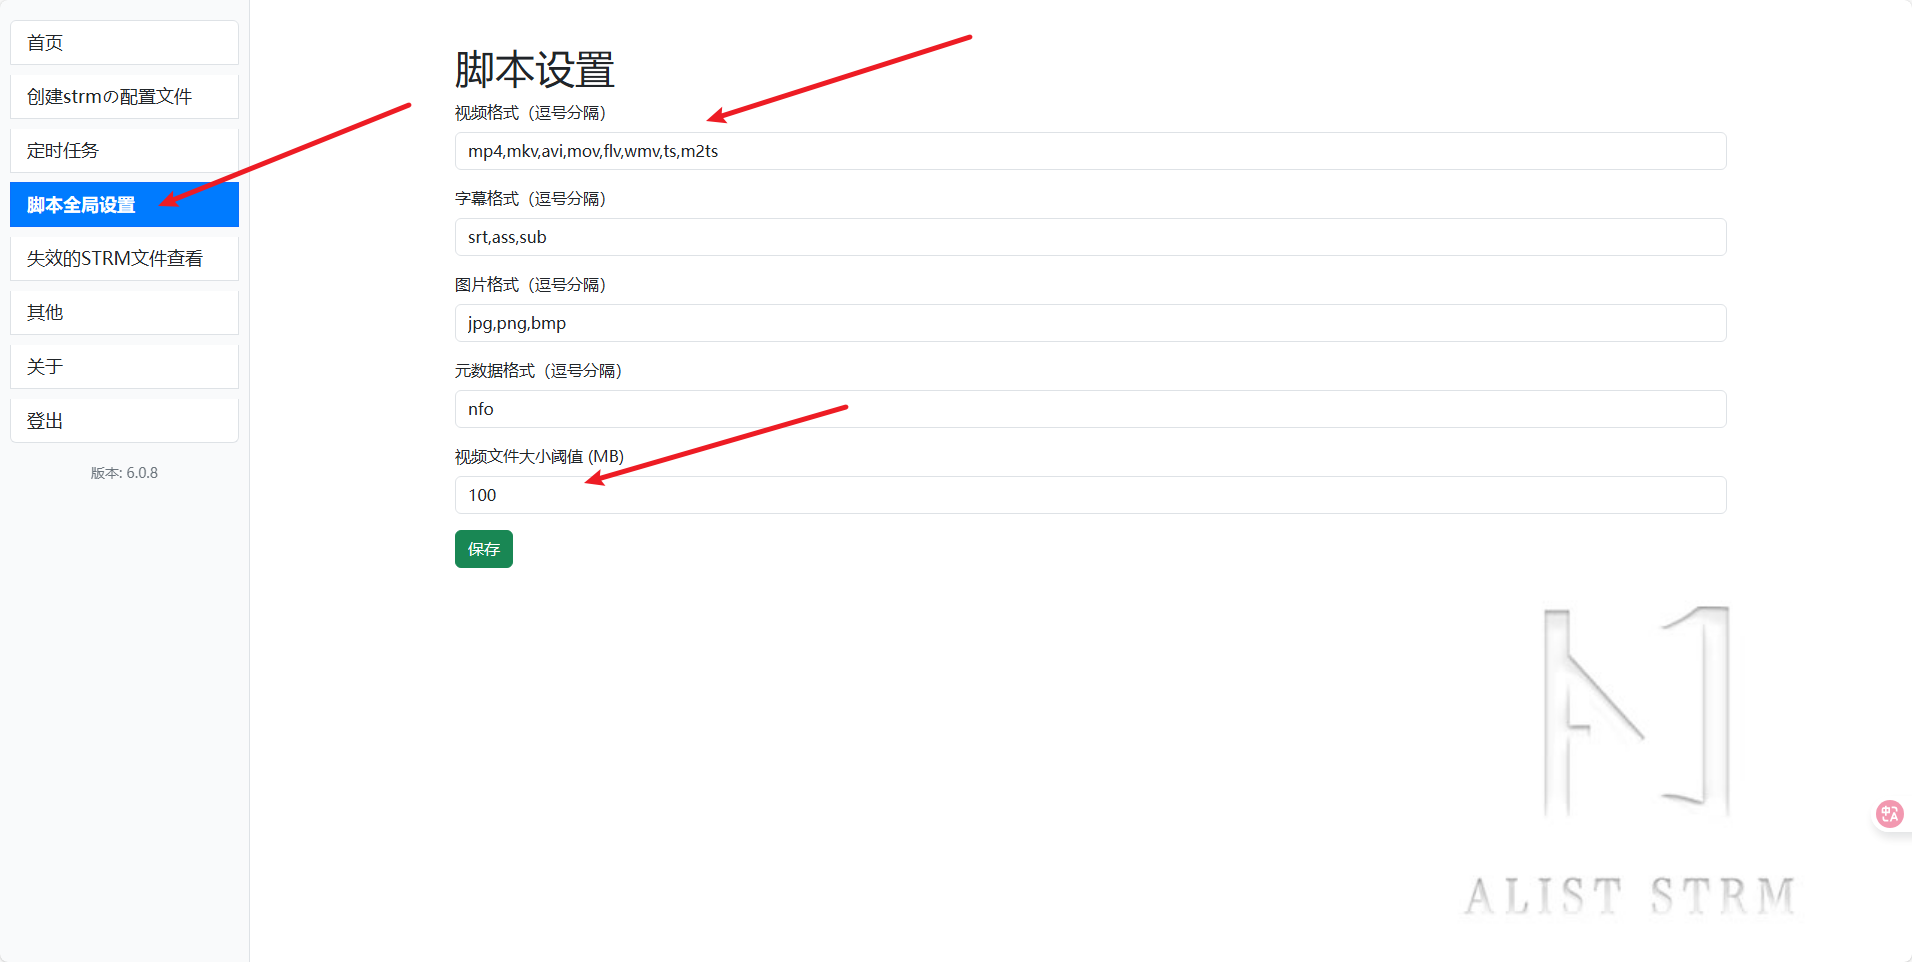 首页
创建strmの配置文件
定时任务
脚本全局设置
失效的STRM文件查看
其他
关于
登出
版本: 6.0.8
脚本设置
视频格式（逗号分隔）
mp4,mkv,avi,mov,flv,wmv,ts,m2ts
字幕格式（逗号分隔）
srt,ass,sub
图片格式（逗号分隔）
jpg,png,bmp
元数据格式（逗号分隔）
nfo
视频文件大小阈值 (MB)
100
保存
ALIST STRM
中
A